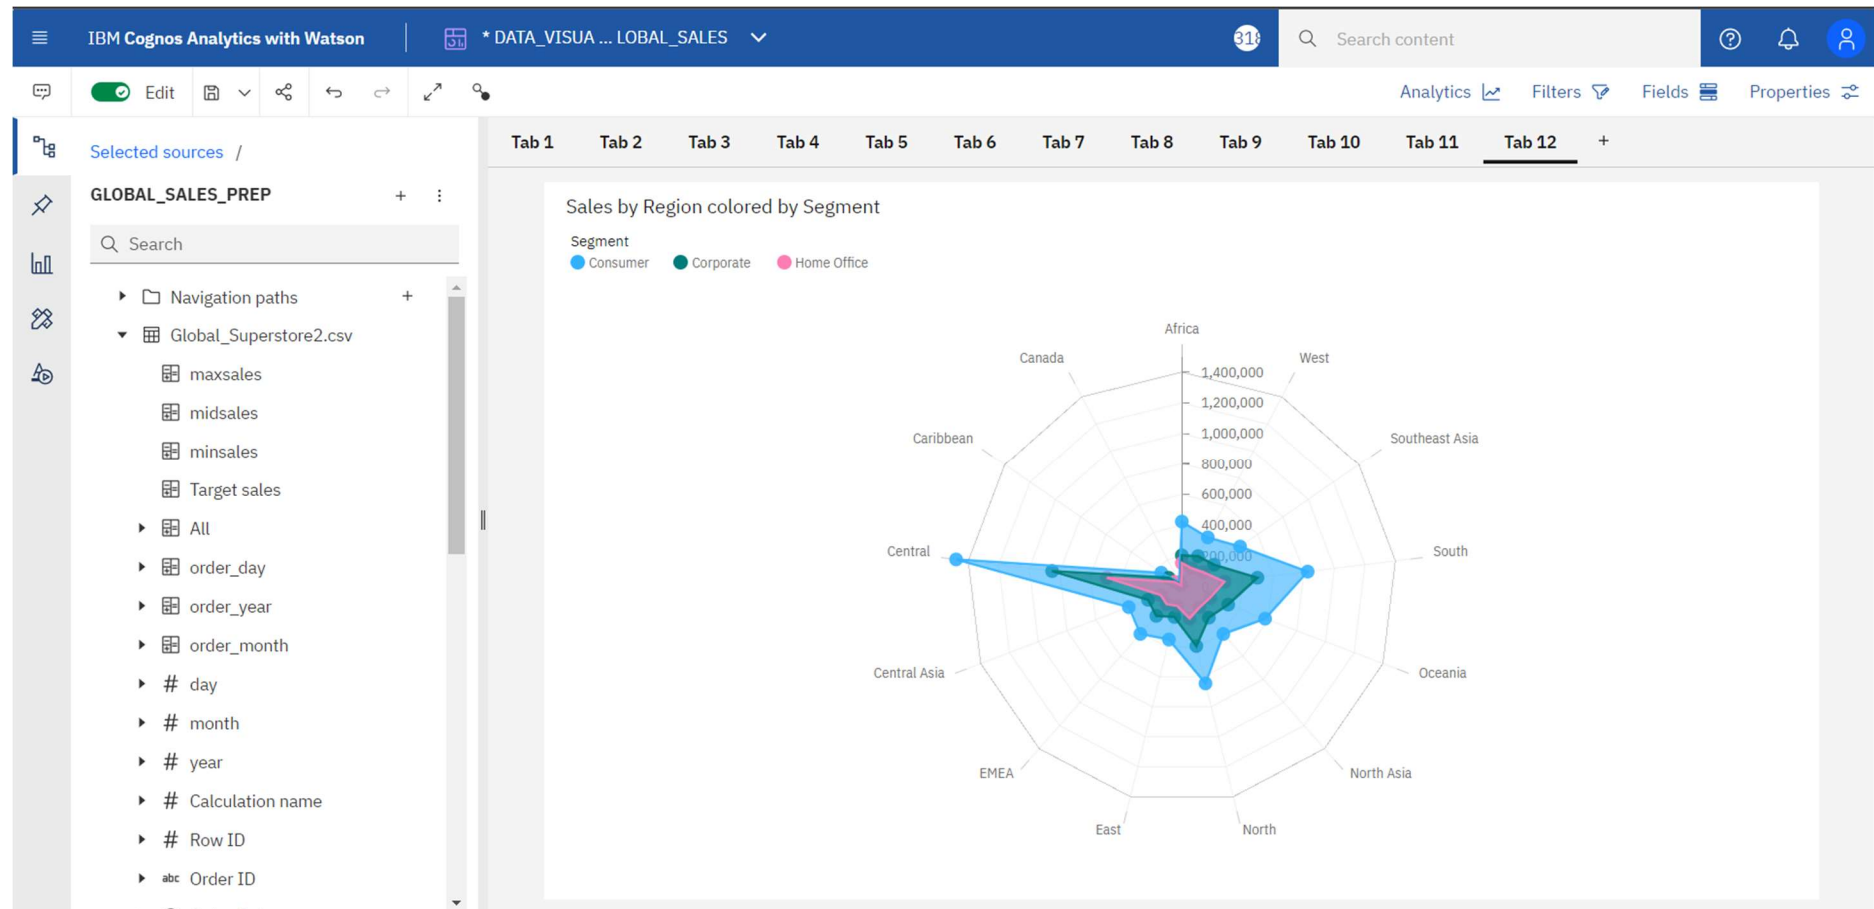 IBM Cognos Analytics with Watson
* DATA_VISUA ... LOBAL_SALES
318
Search content
Edit
Analytics
Filters
Fields
Properties
Selected sources /
GLOBAL_SALES_PREP
Search
Navigation paths
Global_Superstore2.csv
maxsales
midsales
minsales
Target sales
All
order_day
order_year
order_month
# day
# month
# year
# Calculation name
# Row ID
abc Order ID
Tab 1 Tab 2 Tab 3 Tab 4 Tab 5 Tab 6 Tab 7 Tab 8 Tab 9 Tab 10 Tab 11 Tab 12 +
Sales by Region colored by Segment
Segment
Consumer Corporate Home Office
Africa
Canada
West
1,400,000
1,200,000
Caribbean
1,000,000
Southeast Asia
800,000
600,000
400,000
200,000
Central
South
Central Asia
Oceania
EMEA
North Asia
East
North